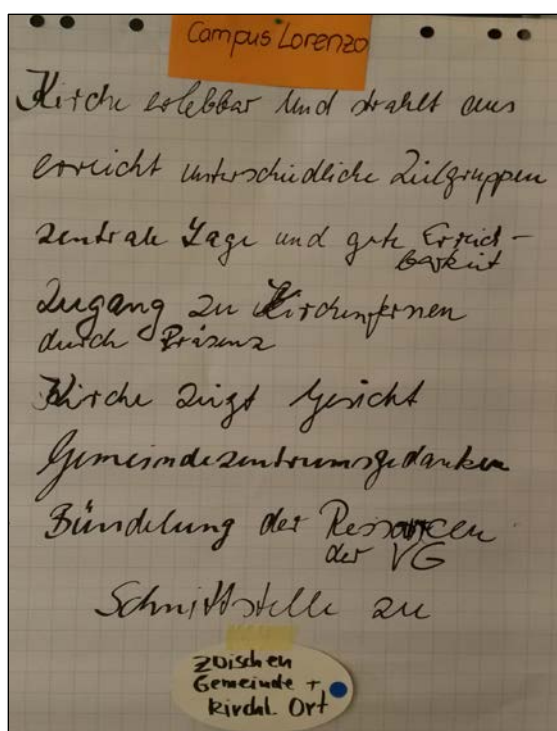 Campus Lorenzo
Kirche erlebbar und strahlt aus
erreicht unterschiedliche Zielgruppen
zentrale Lage und gute Erreich-
barkeit
Zugang zu Kirchenfernen
durch Präsenz
Kirche zeigt Gesicht
Gemeindezentrumsgedanken
Bündelung der Ressourcen
der VG
Schnittstelle zu
zwischen
Gemeinde +
Kirchl. Ort